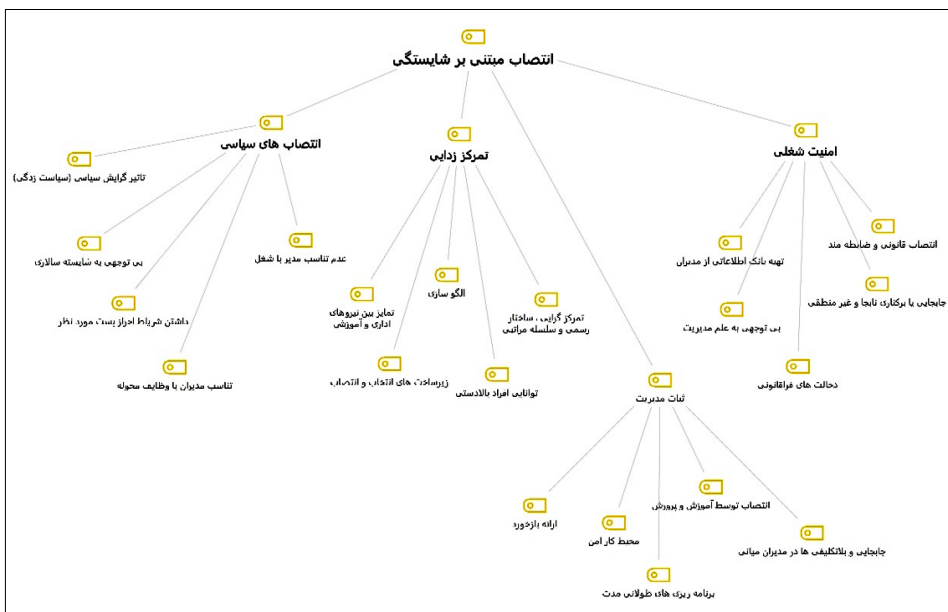 انتصاب مبتنی بر شایستگی
انتصاب های سیاسی
تمرکز زدایی
امنیت شغلی
تاثیر گرایش سیاسی (سیاست زدگی)
بی توجهی به شایسته سالاری
داشتن شرایط احراز پست مورد نظر
تناسب مدیران با وظایف محوله
عدم تناسب مدیر با شغل
تمایز بین نیروهای
اداری و آموزشی
زیرساخت های انتخاب و انتصاب
الگو سازی
توانایی افراد بالادستی
تمرکز گرایی ، ساختار
رسمی و سلسله مراتبی
انتصاب قانونی و ضابطه مند
تهیه بانک اطلاعاتی از مدیران
جابجایی یا برکناری نابجا و غیر منطقی
بی توجهی به علم مدیریت
دخالت های فراقانونی
ثبات مدیریت
ارائه بازخورد
محیط کار امن
برنامه ریزی های طولانی مدت
انتصاب توسط آموزش و پرورش
جابجایی و بلاتکلیفی ها در مدیران میانی